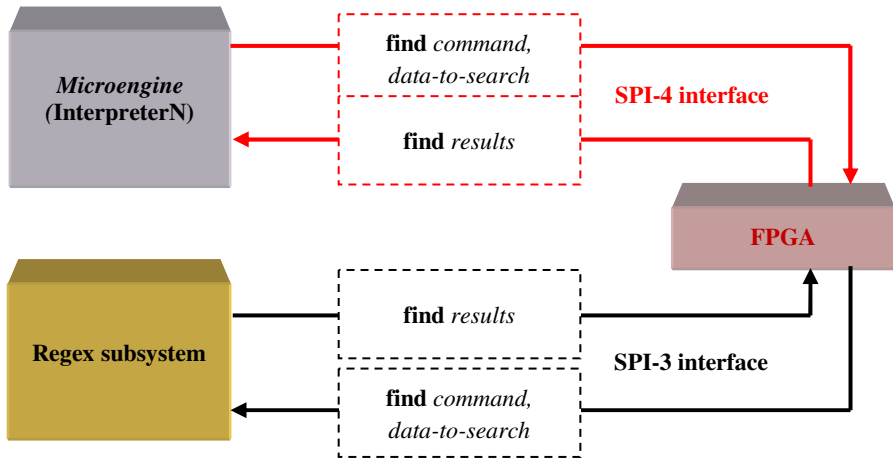 Microengine
(InterpreterN)
find command,
data-to-search
find results
SPI-4 interface
FPGA
Regex subsystem
find results
SPI-3 interface
find command,
data-to-search